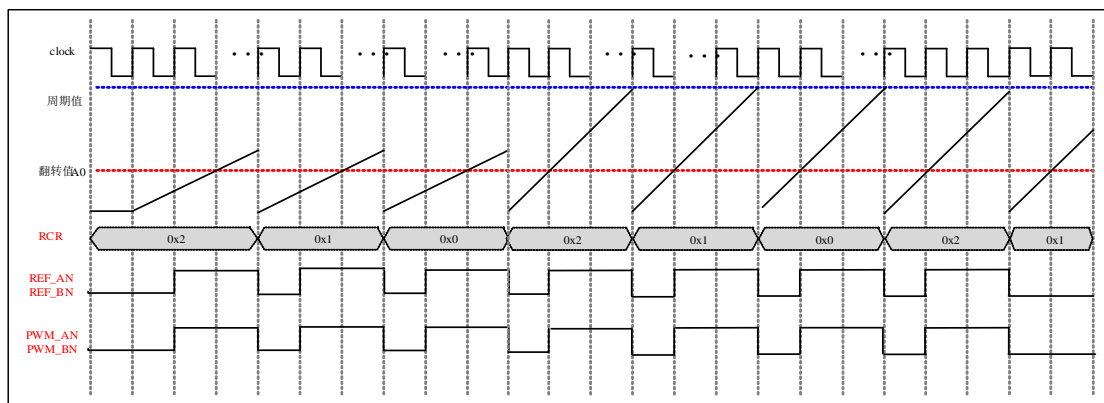 clock
周期值
翻转值A0
RCR
0x2 0x1 0x0 0x2 0x1 0x0 0x2 0x1
REF_AN
REF_BN
PWM_AN
PWM_BN